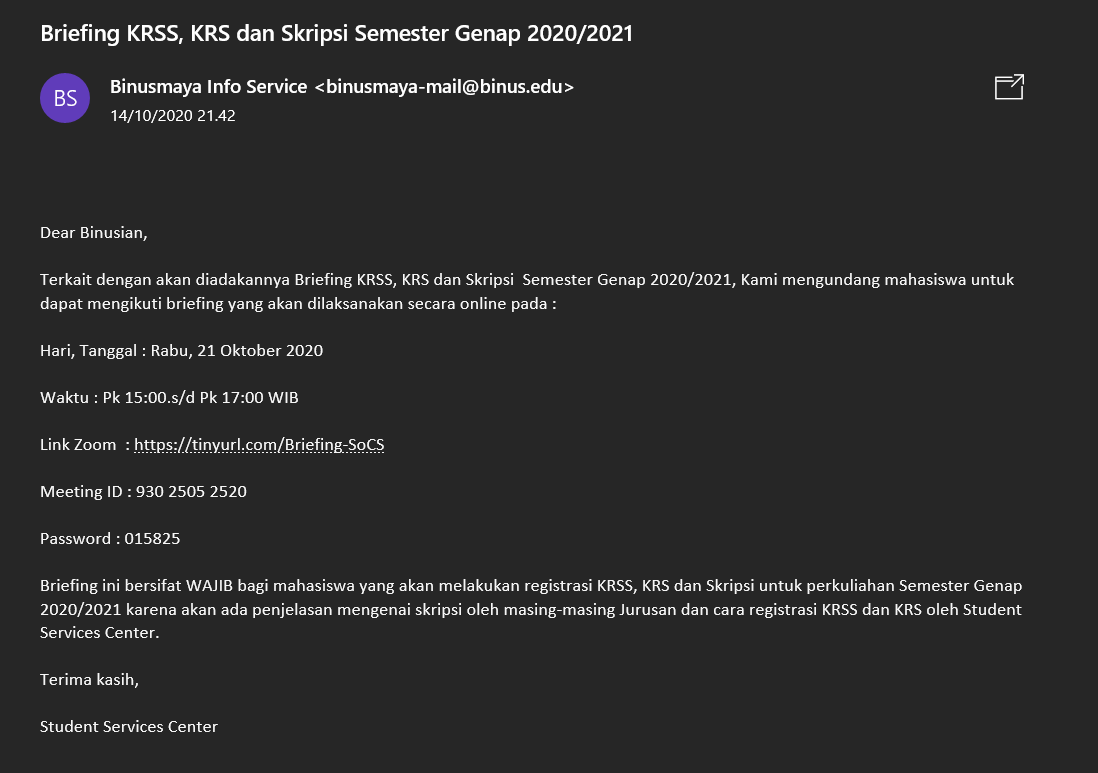 Briefing KRSS, KRS dan Skripsi Semester Genap 2020/2021
BS
Binusmaya Info Service <binusmaya-mail@binus.edu>
14/10/2020 21.42
Dear Binusian,
Terkait dengan akan diadakannya Briefing KRSS, KRS dan Skripsi  Semester Genap 2020/2021, Kami mengundang mahasiswa untuk
dapat mengikuti briefing yang akan dilaksanakan secara online pada :
Hari, Tanggal : Rabu, 21 Oktober 2020
Waktu : Pk 15:00.s/d Pk 17:00 WIB
Link Zoom  : https://tinyurl.com/Briefing-SoCS
Meeting ID : 930 2505 2520
Password : 015825
Briefing ini bersifat WAJIB bagi mahasiswa yang akan melakukan registrasi KRSS, KRS dan Skripsi untuk perkuliahan Semester Genap
2020/2021 karena akan ada penjelasan mengenai skripsi oleh masing-masing Jurusan dan cara registrasi KRSS dan KRS oleh Student
Services Center.
Terima kasih,
Student Services Center